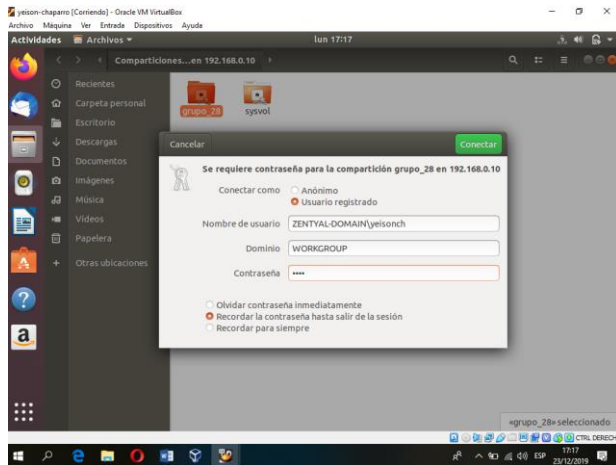 yeison-chaparro [Corriendo] - Oracle VM VirtualBox
Archivo Máquina Ver Entrada Dispositivos Ayuda
Actividades Archivos lun 17:17
Comparticiones...en 192.168.0.10
Recientes
Carpeta personal
Escritorio
Descargas
Documentos
Imágenes
Música
Vídeos
Papelera
+ Otras ubicaciones
grupo_28 sysvol
Cancelar Conectar
Se requiere contraseña para la compartición grupo_28 en 192.168.0.10
Conectar como Anónimo
Usuario registrado
Nombre de usuario ZENTYAL-DOMAIN\yeisonch
Dominio WORKGROUP
Contraseña ••••
Olvidar contraseña inmediatamente
Recordar la contraseña hasta salir de la sesión
Recordar para siempre
«grupo_28» seleccionado
CTRL DERECH
ESP 17:17
23/12/2019